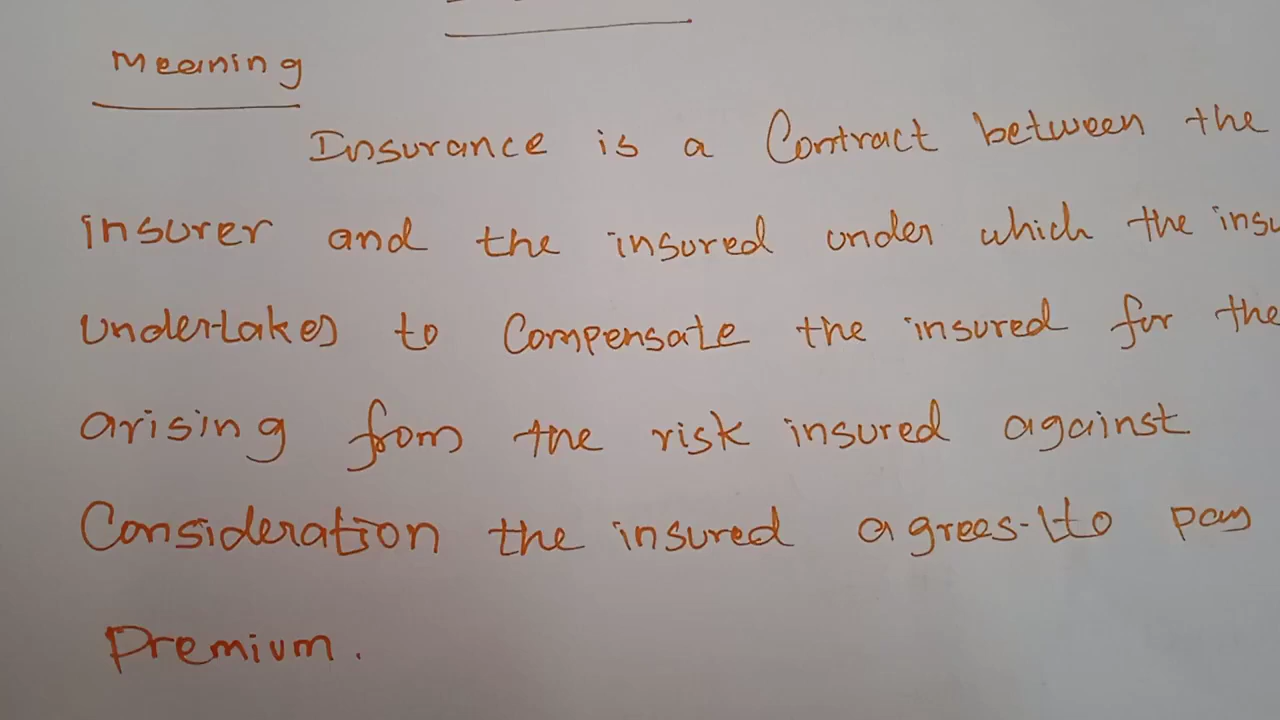 Meaning
Insurance is a Contract between the
insurer and the insured under which the insu
undertakes to Compensate the insured for the
arising from the risk insured against
Consideration the insured agrees to pay
Premium.